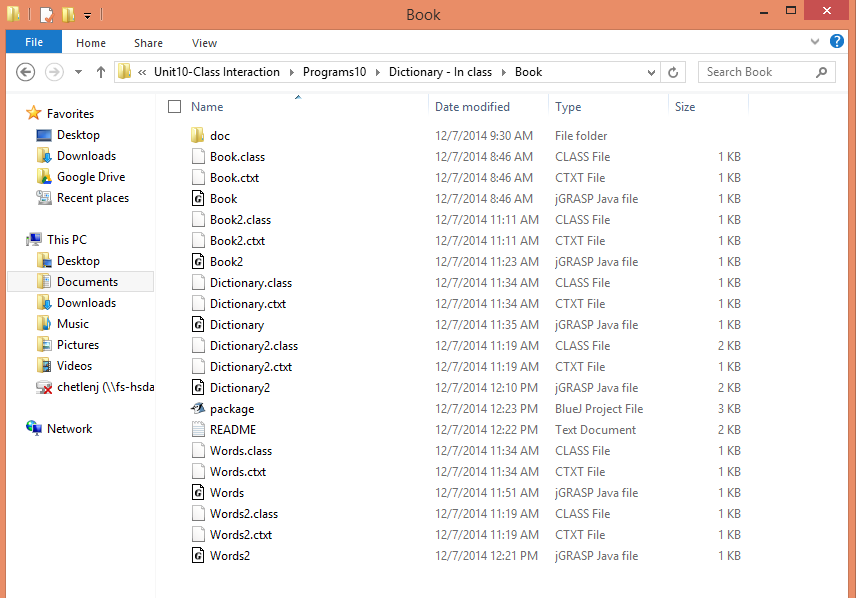 Book
File Home Share View
« Unit10-Class Interaction Programs10 Dictionary - In class Book Search Book
Name Date modified Type Size
Favorites
Desktop
Downloads
Google Drive
Recent places
This PC
Desktop
Documents
Downloads
Music
Pictures
Videos
chetlenj (\\fs-hsda
Network
doc 12/7/2014 9:30 AM File folder
Book.class 12/7/2014 8:46 AM CLASS File 1 KB
Book.ctxt 12/7/2014 8:46 AM CTXT File 1 KB
Book 12/7/2014 8:46 AM jGRASP Java file 1 KB
Book2.class 12/7/2014 11:11 AM CLASS File 1 KB
Book2.ctxt 12/7/2014 11:11 AM CTXT File 1 KB
Book2 12/7/2014 11:23 AM jGRASP Java file 1 KB
Dictionary.class 12/7/2014 11:34 AM CLASS File 1 KB
Dictionary.ctxt 12/7/2014 11:34 AM CTXT File 1 KB
Dictionary 12/7/2014 11:35 AM jGRASP Java file 1 KB
Dictionary2.class 12/7/2014 11:19 AM CLASS File 2 KB
Dictionary2.ctxt 12/7/2014 11:19 AM CTXT File 1 KB
Dictionary2 12/7/2014 12:10 PM jGRASP Java file 2 KB
package 12/7/2014 12:23 PM BlueJ Project File 3 KB
README 12/7/2014 12:22 PM Text Document 2 KB
Words.class 12/7/2014 11:34 AM CLASS File 1 KB
Words.ctxt 12/7/2014 11:34 AM CTXT File 1 KB
Words 12/7/2014 11:51 AM jGRASP Java file 1 KB
Words2.class 12/7/2014 11:19 AM CLASS File 1 KB
Words2.ctxt 12/7/2014 11:19 AM CTXT File 1 KB
Words2 12/7/2014 12:21 PM jGRASP Java file 1 KB